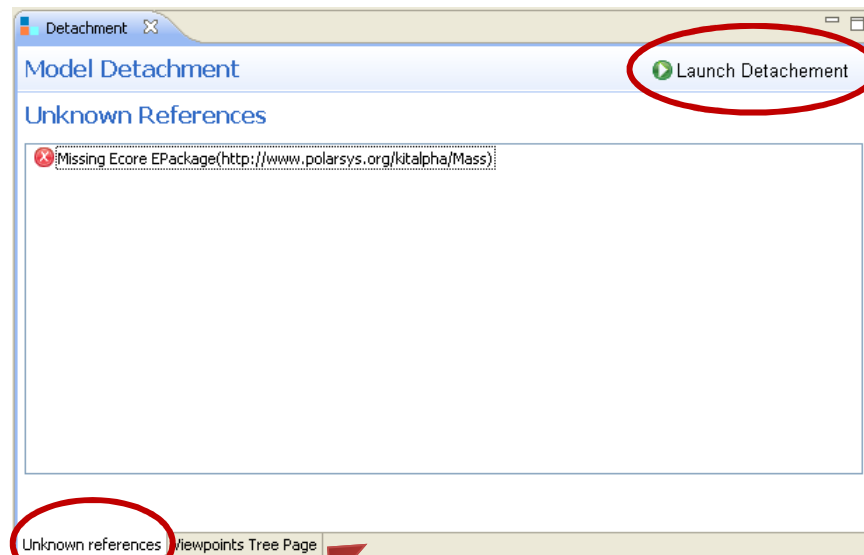 Detachment
Model Detachment
Launch Detachement
Unknown References
Missing Ecore EPackage(http://www.polarsys.org/kitalpha/Mass)
Unknown references
Viewpoints Tree Page